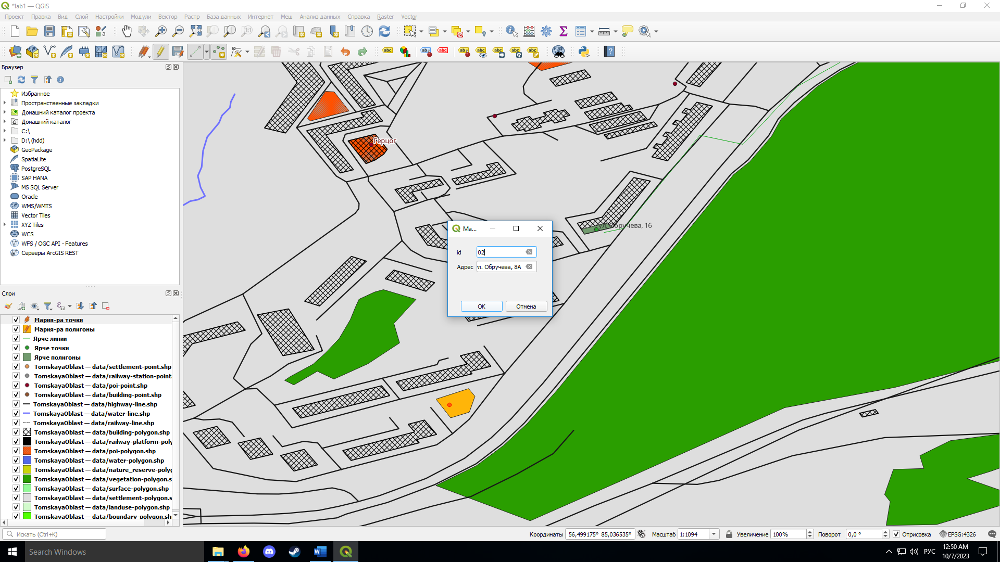 *lab1 — QGIS
Проект Правка Вид Слой Настройки Модули Вектор Растр База данных Интернет Меш Анализ данных Справка Raster Vector
Браузер
Избранное
Пространственные закладки
Домашний каталог проекта
Домашний каталог
C:\
D:\ (hdd)
GeoPackage
SpatiaLite
PostgreSQL
SAP HANA
MS SQL Server
Oracle
WMS/WMTS
Vector Tiles
XYZ Tiles
WCS
WFS / OGC API - Features
Серверы ArcGIS REST
Слои
Мария-ра точки
Мария-ра полигоны
Ярче линии
Ярче точки
Ярче полигоны
TomskayaOblast — data/settlement-point.shp
TomskayaOblast — data/railway-station-point.
TomskayaOblast — data/poi-point.shp
TomskayaOblast — data/building-point.shp
TomskayaOblast — data/highway-line.shp
TomskayaOblast — data/water-line.shp
TomskayaOblast — data/railway-line.shp
TomskayaOblast — data/building-polygon.shp
TomskayaOblast — data/railway-platform-poly
TomskayaOblast — data/poi-polygon.shp
TomskayaOblast — data/water-polygon.shp
TomskayaOblast — data/nature_reserve-polyg
TomskayaOblast — data/vegetation-polygon.s
TomskayaOblast — data/surface-polygon.shp
TomskayaOblast — data/settlement-polygon.s
TomskayaOblast — data/landuse-polygon.shp
TomskayaOblast — data/boundary-polygon.sh
Герцог
ул. Обручева, 16
Ма...
id 02
Адрес ул. Обручева, 8А
OK Отмена
Искать (Ctrl+K)
Координаты 56,499175° 85,036535° Масштаб 1:1094 Увеличение 100% Поворот 0,0 ° Отрисовка EPSG:4326
Search Windows
РУС
12:50 AM
10/7/2023